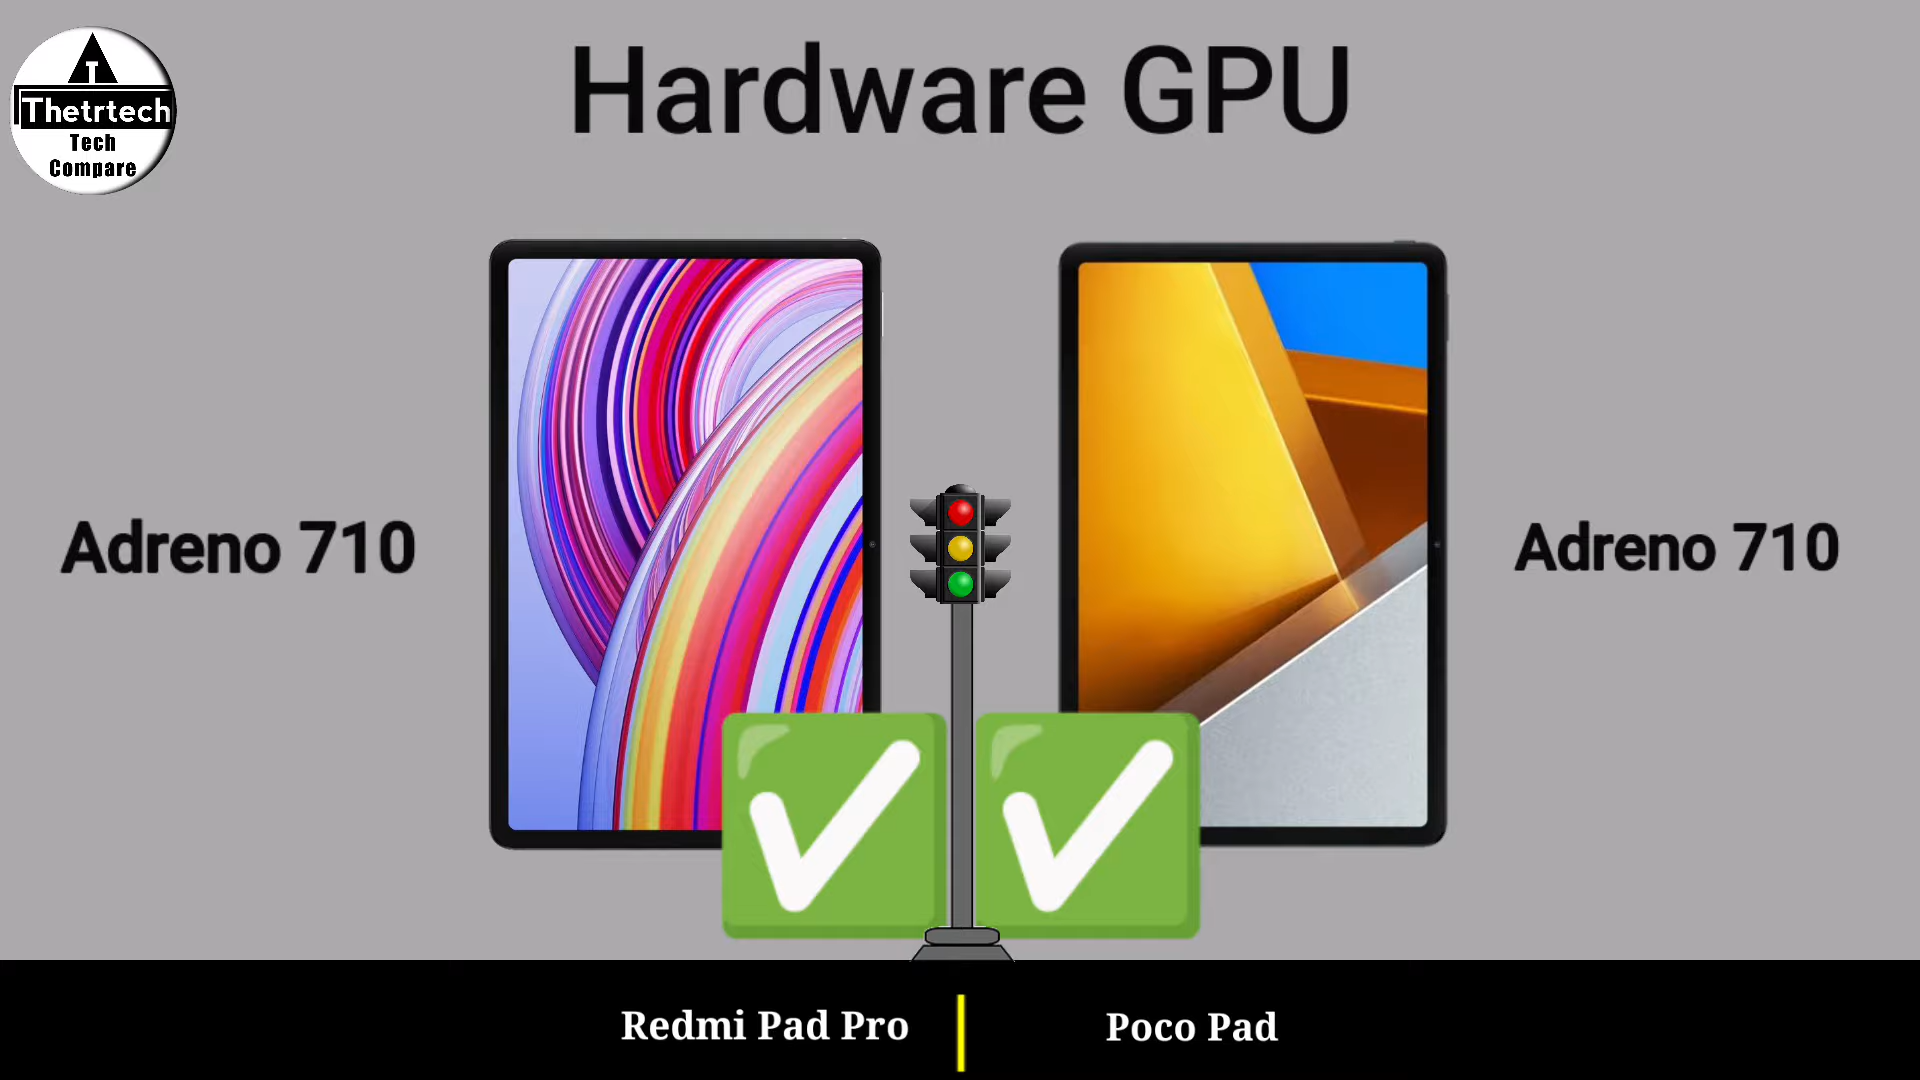 T
Thetrtech
Tech
Compare
Hardware GPU
Adreno 710
Adreno 710
Redmi Pad Pro
Poco Pad